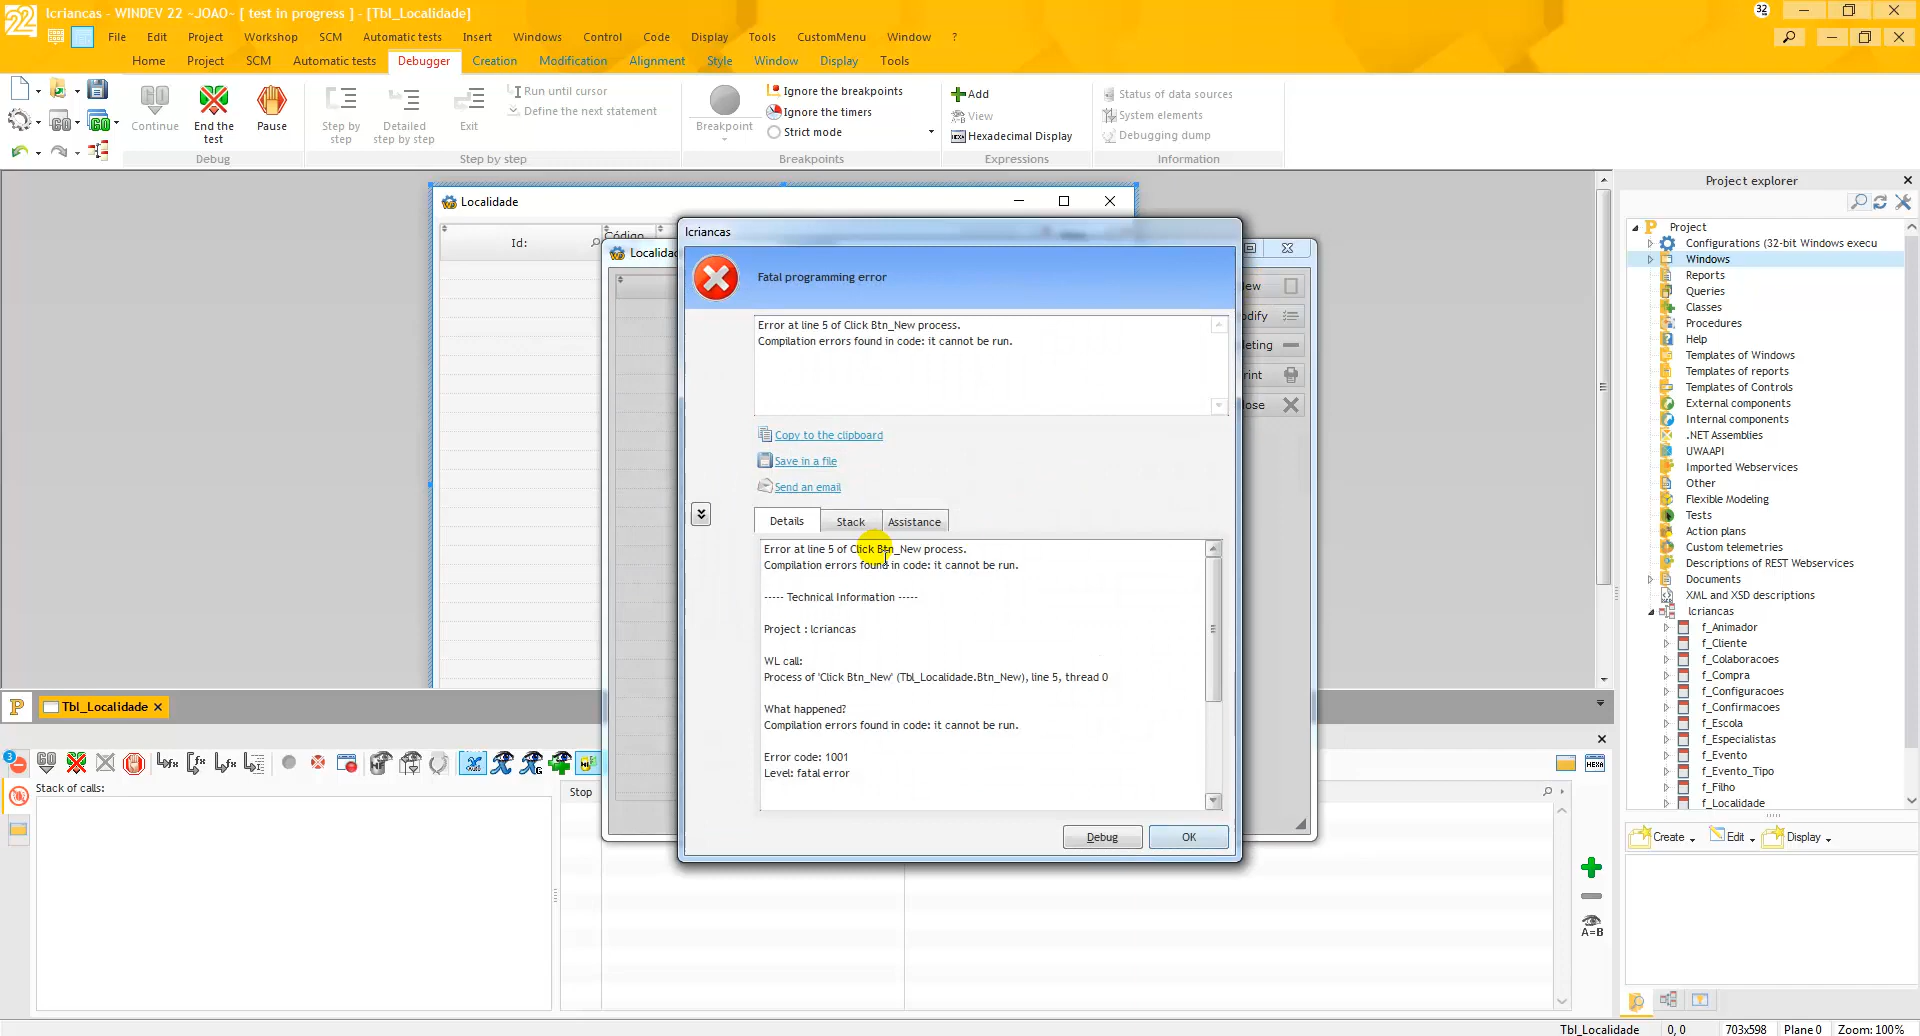 22
lcriancas - WINDEV 22 ~JOAO~ [ test in progress ] - [Tbl_Localidade]
32
File Edit Project Workshop SCM Automatic tests Insert Windows Control Code Display Tools CustomMenu Window ?
Home Project SCM Automatic tests Debugger Creation Modification Alignment Style Window Display Tools
Continue
End the test
Pause
Debug
Step by step
Detailed step by step
Exit
Run until cursor
Define the next statement
Step by step
Breakpoint
Ignore the breakpoints
Ignore the timers
Strict mode
Breakpoints
Add
View
Hexadecimal Display
Expressions
Status of data sources
System elements
Debugging dump
Information
Localidade
Id:
Código
Localidad
ew
odify
eting
rint
ose
lcriancas
Fatal programming error
Error at line 5 of Click Btn_New process.
Compilation errors found in code: it cannot be run.
Copy to the clipboard
Save in a file
Send an email
Details Stack Assistance
Error at line 5 of Click Btn_New process.
Compilation errors found in code: it cannot be run.
----- Technical Information -----
Project : lcriancas
WL call:
Process of 'Click Btn_New' (Tbl_Localidade.Btn_New), line 5, thread 0
What happened?
Compilation errors found in code: it cannot be run.
Error code: 1001
Level: fatal error
Debug OK
Project explorer
Project
Configurations (32-bit Windows execu
Windows
Reports
Queries
Classes
Procedures
Help
Templates of Windows
Templates of reports
Templates of Controls
External components
Internal components
.NET Assemblies
UWAAPI
Imported Webservices
Other
Flexible Modeling
Tests
Action plans
Custom telemetries
Descriptions of REST Webservices
Documents
XML and XSD descriptions
lcriancas
f_Animador
f_Cliente
f_Colaboracoes
f_Compra
f_Configuracoes
f_Confirmacoes
f_Escola
f_Especialistas
f_Evento
f_Evento_Tipo
f_Filho
f_Localidade
Create Edit Display
Tbl_Localidade
3
GO
HEXA
Stack of calls:
Stop
A=B
Tbl_Localidade 0, 0 703x598 Plane 0 Zoom: 100%